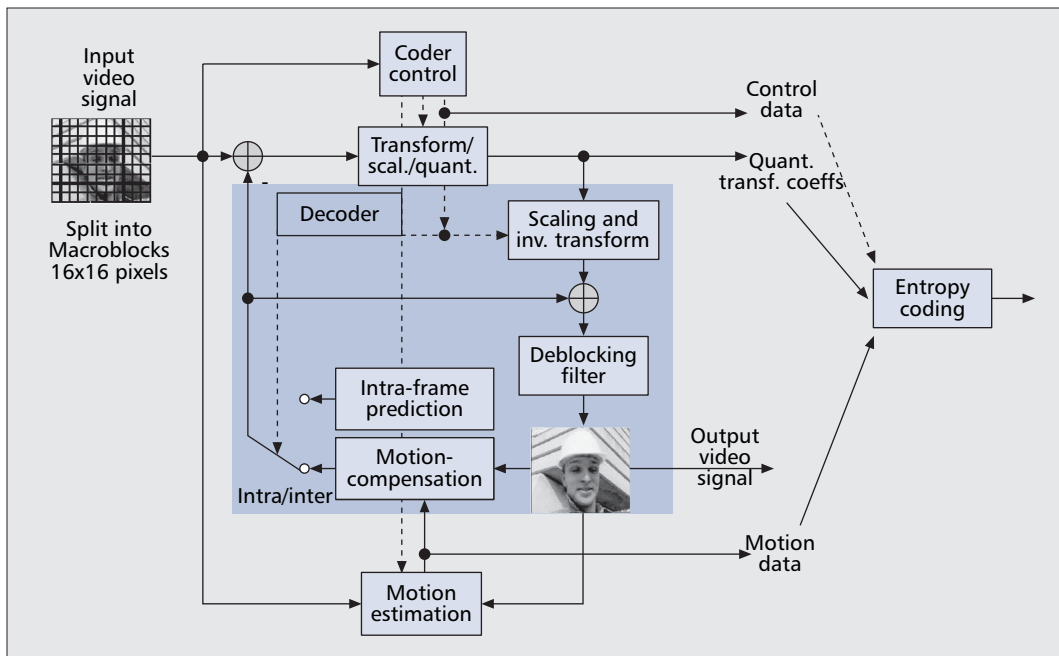 Input
video
signal
Split into
Macroblocks
16x16 pixels
Coder
control
Control
data
Transform/
scal./quant.
Quant.
transf. coeffs
Decoder
Scaling and
inv. transform
Entropy
coding
Deblocking
filter
Intra-frame
prediction
Motion-
compensation
Intra/inter
Output
video
signal
Motion
data
Motion
estimation